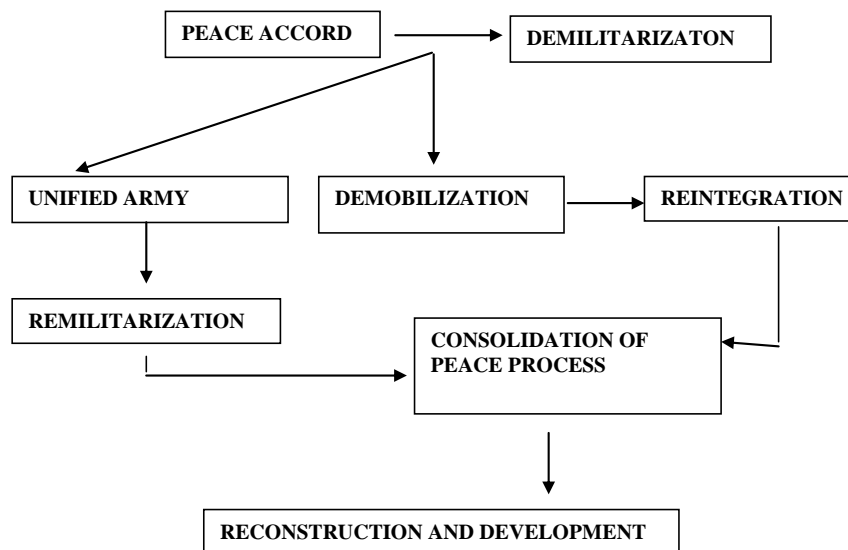 PEACE ACCORD
DEMILITARIZATON
UNIFIED ARMY
DEMOBILIZATION
REINTEGRATION
REMILITARIZATION
CONSOLIDATION OF
PEACE PROCESS
RECONSTRUCTION AND DEVELOPMENT